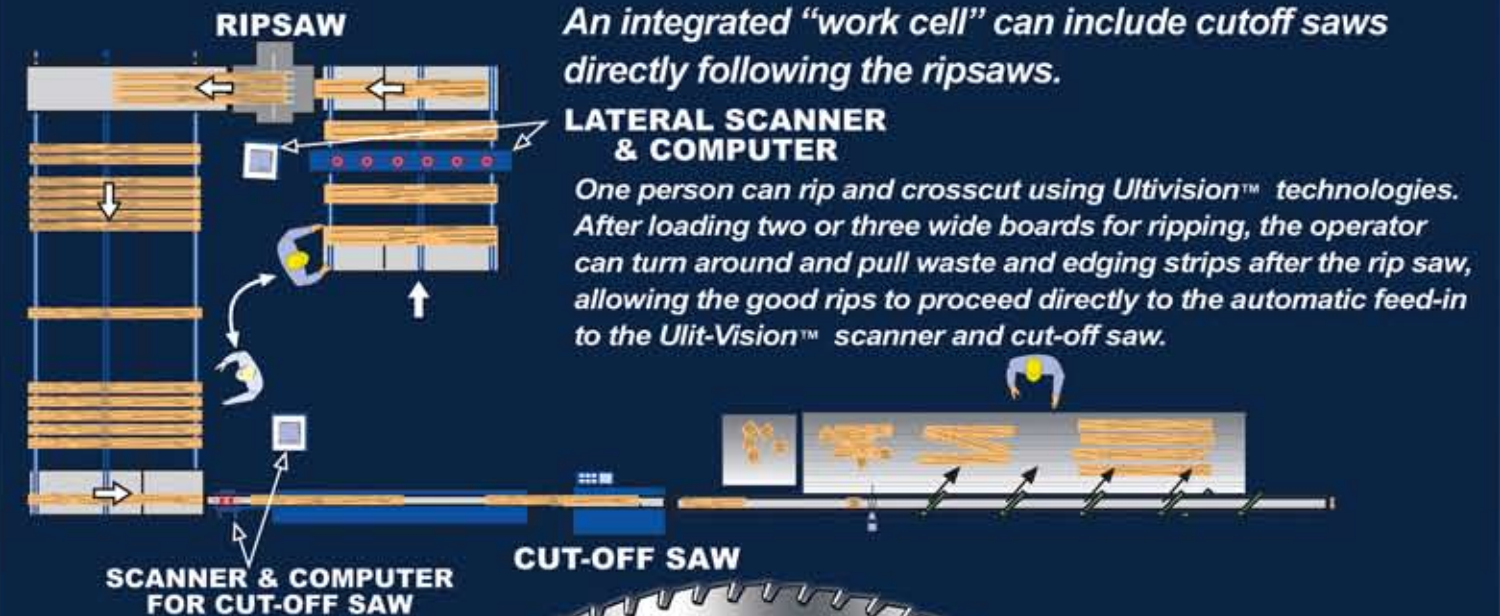 RIPSAW
An integrated “work cell” can include cutoff saws
directly following the ripsaws.
LATERAL SCANNER
& COMPUTER
One person can rip and crosscut using Ultivision™ technologies.
After loading two or three wide boards for ripping, the operator
can turn around and pull waste and edging strips after the rip saw,
allowing the good rips to proceed directly to the automatic feed-in
to the Ulit-Vision™ scanner and cut-off saw.
CUT-OFF SAW
SCANNER & COMPUTER
FOR CUT-OFF SAW